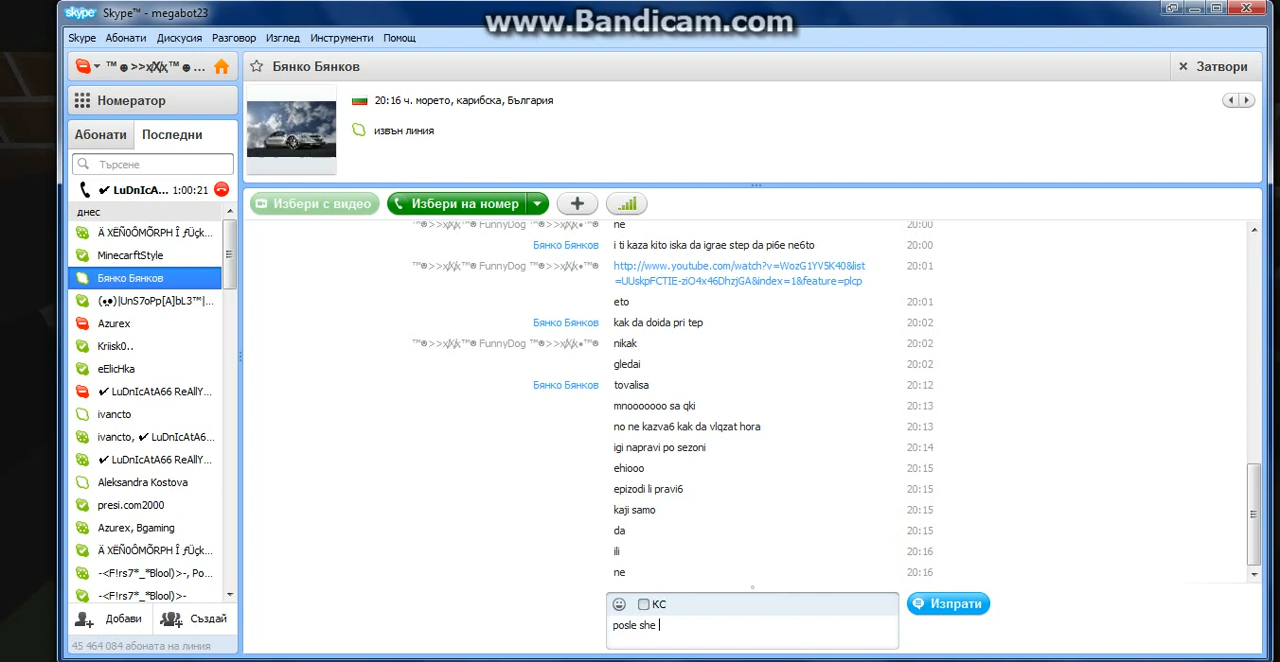 skype Skype™ - megabot23
www.Bandicam.com
Skype Абонати Дискусия Разговор Изглед Инструменти Помощ
Бянко Бянков
Затвори
Номератор
20:16 ч. морето, карибска, България
извън линия
Абонати Последни
Търсене
✔ LuDnIcA... 1:00:21
Избери с видео Избери на номер
днес
MinecarftStyle
Бянко Бянков
Azurex
Kriisk0..
eElicHka
✔ LuDnIcAtA66 ReAllY...
ivancto
ivancto, ✔ LuDnIcAtA6...
✔ LuDnIcAtA66 ReAllY...
Aleksandra Kostova
presi.com2000
Azurex, Bgaming
-<F!rs7*_*Blool)>-, Po...
-<F!rs7*_*Blool)>-
Добави Създай
45 464 084 абоната на линия
FunnyDog ne 20:00
Бянко Бянков i ti kaza kito iska da igrae step da pi6e ne6to 20:00
FunnyDog http://www.youtube.com/watch?v=WozG1YV5K40&list 20:01
=UUskpFCTIE-ziO4x46DhzjGA&index=1&feature=plcp
eto 20:01
Бянко Бянков kak da doida pri tep 20:02
FunnyDog nikak 20:02
gledai 20:02
Бянко Бянков tovalisa 20:12
mnooooooo sa qki 20:13
no ne kazva6 kak da vlqzat hora 20:13
igi napravi po sezoni 20:14
ehiooo 20:15
epizodi li pravi6 20:15
kaji samo 20:15
da 20:15
ili 20:16
ne 20:16
КС
posle she
Изпрати